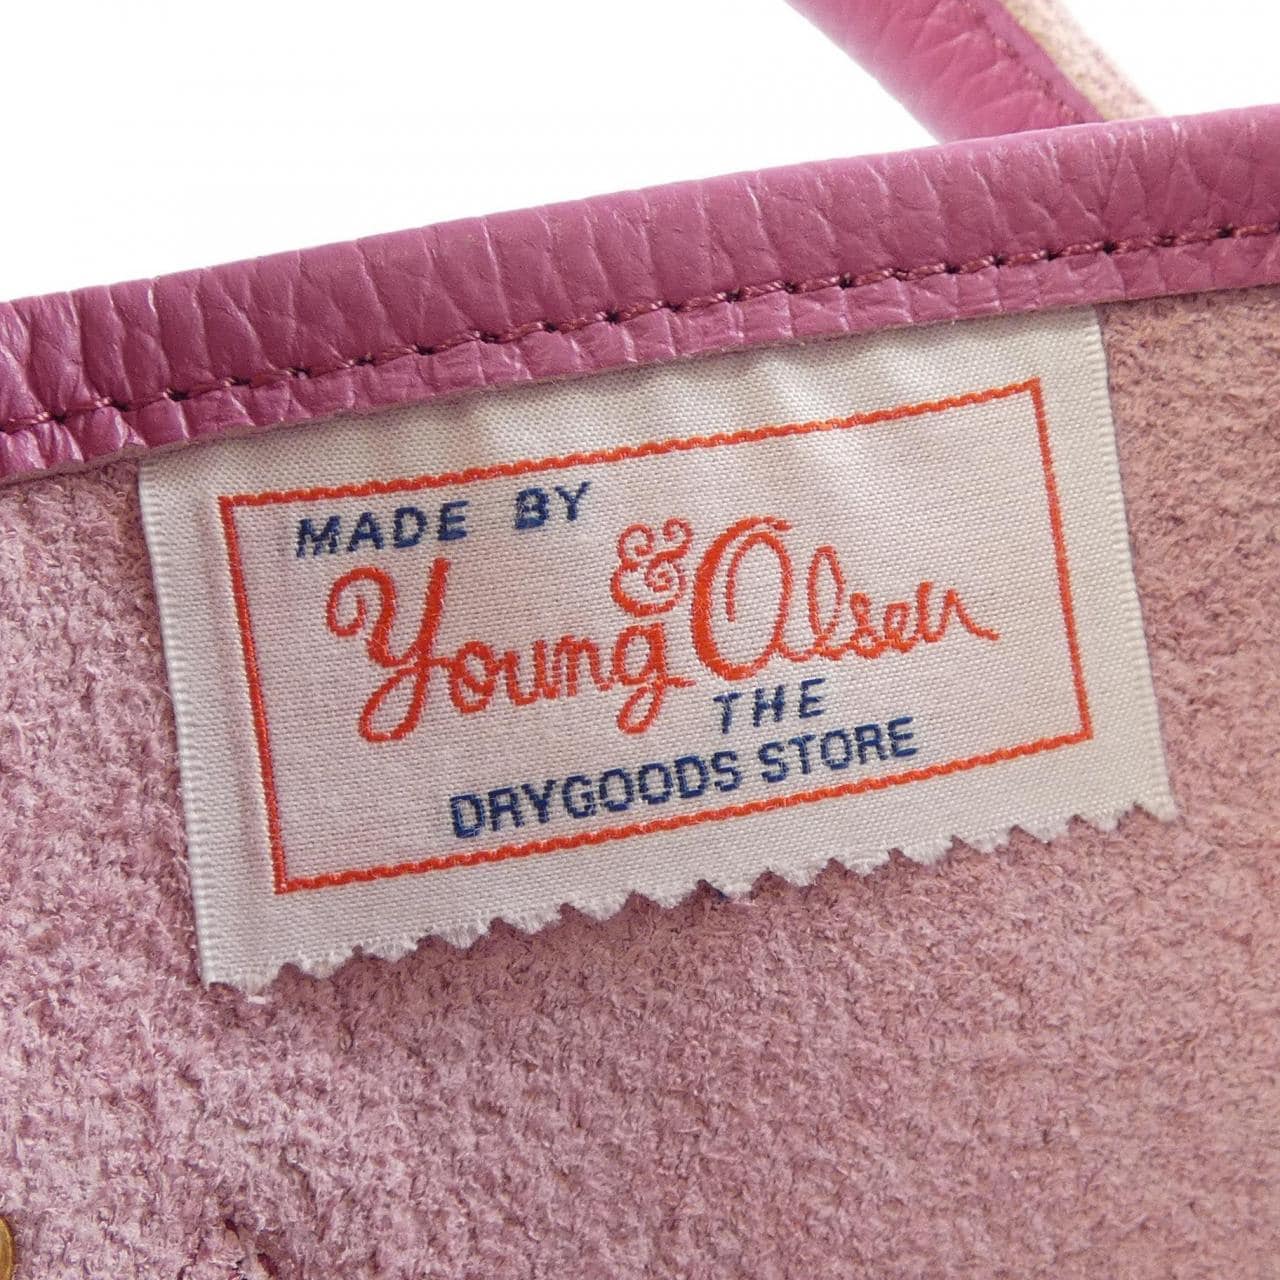 MADE BY
Young & Olsen
THE
DRYGOODS STORE